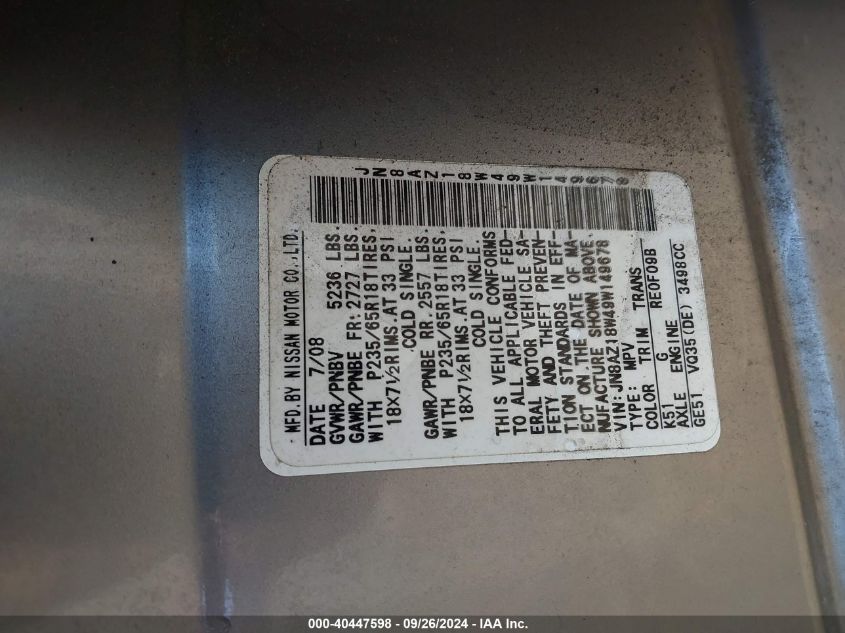 JN8AZ18W49W149678
MFD.BY NISSAN MOTOR CO.,LTD.
DATE 7/08
GVWR/PNBV 5236 LBS.
GAWR/PNBE FR: 2727 LBS.
WITH P235/65R18TIRES,
18X7 1/2RIMS.AT 33 PSI
COLD SINGLE.
GAWR/PNBE RR.2557 LBS.
WITH P235/65R18TIRES,
18X7 1/2RIMS.AT 33 PSI
COLD SINGLE.
THIS VEHICLE CONFORMS
TO ALL APPLICABLE FED-
ERAL MOTOR VEHICLE SA-
FETY AND THEFT PREVEN-
TION STANDARDS IN EFF-
ECT ON THE DATE OF MA-
NUFACTURE SHOWN ABOVE.
VIN: JN8AZ18W49W149678
TYPE: MPV
COLOR TRIM TRANS
K51 G RE0F09B
AXLE ENGINE
GE51 VQ35(DE) 3498CC
000-40447598 - 09/26/2024 - IAA Inc.